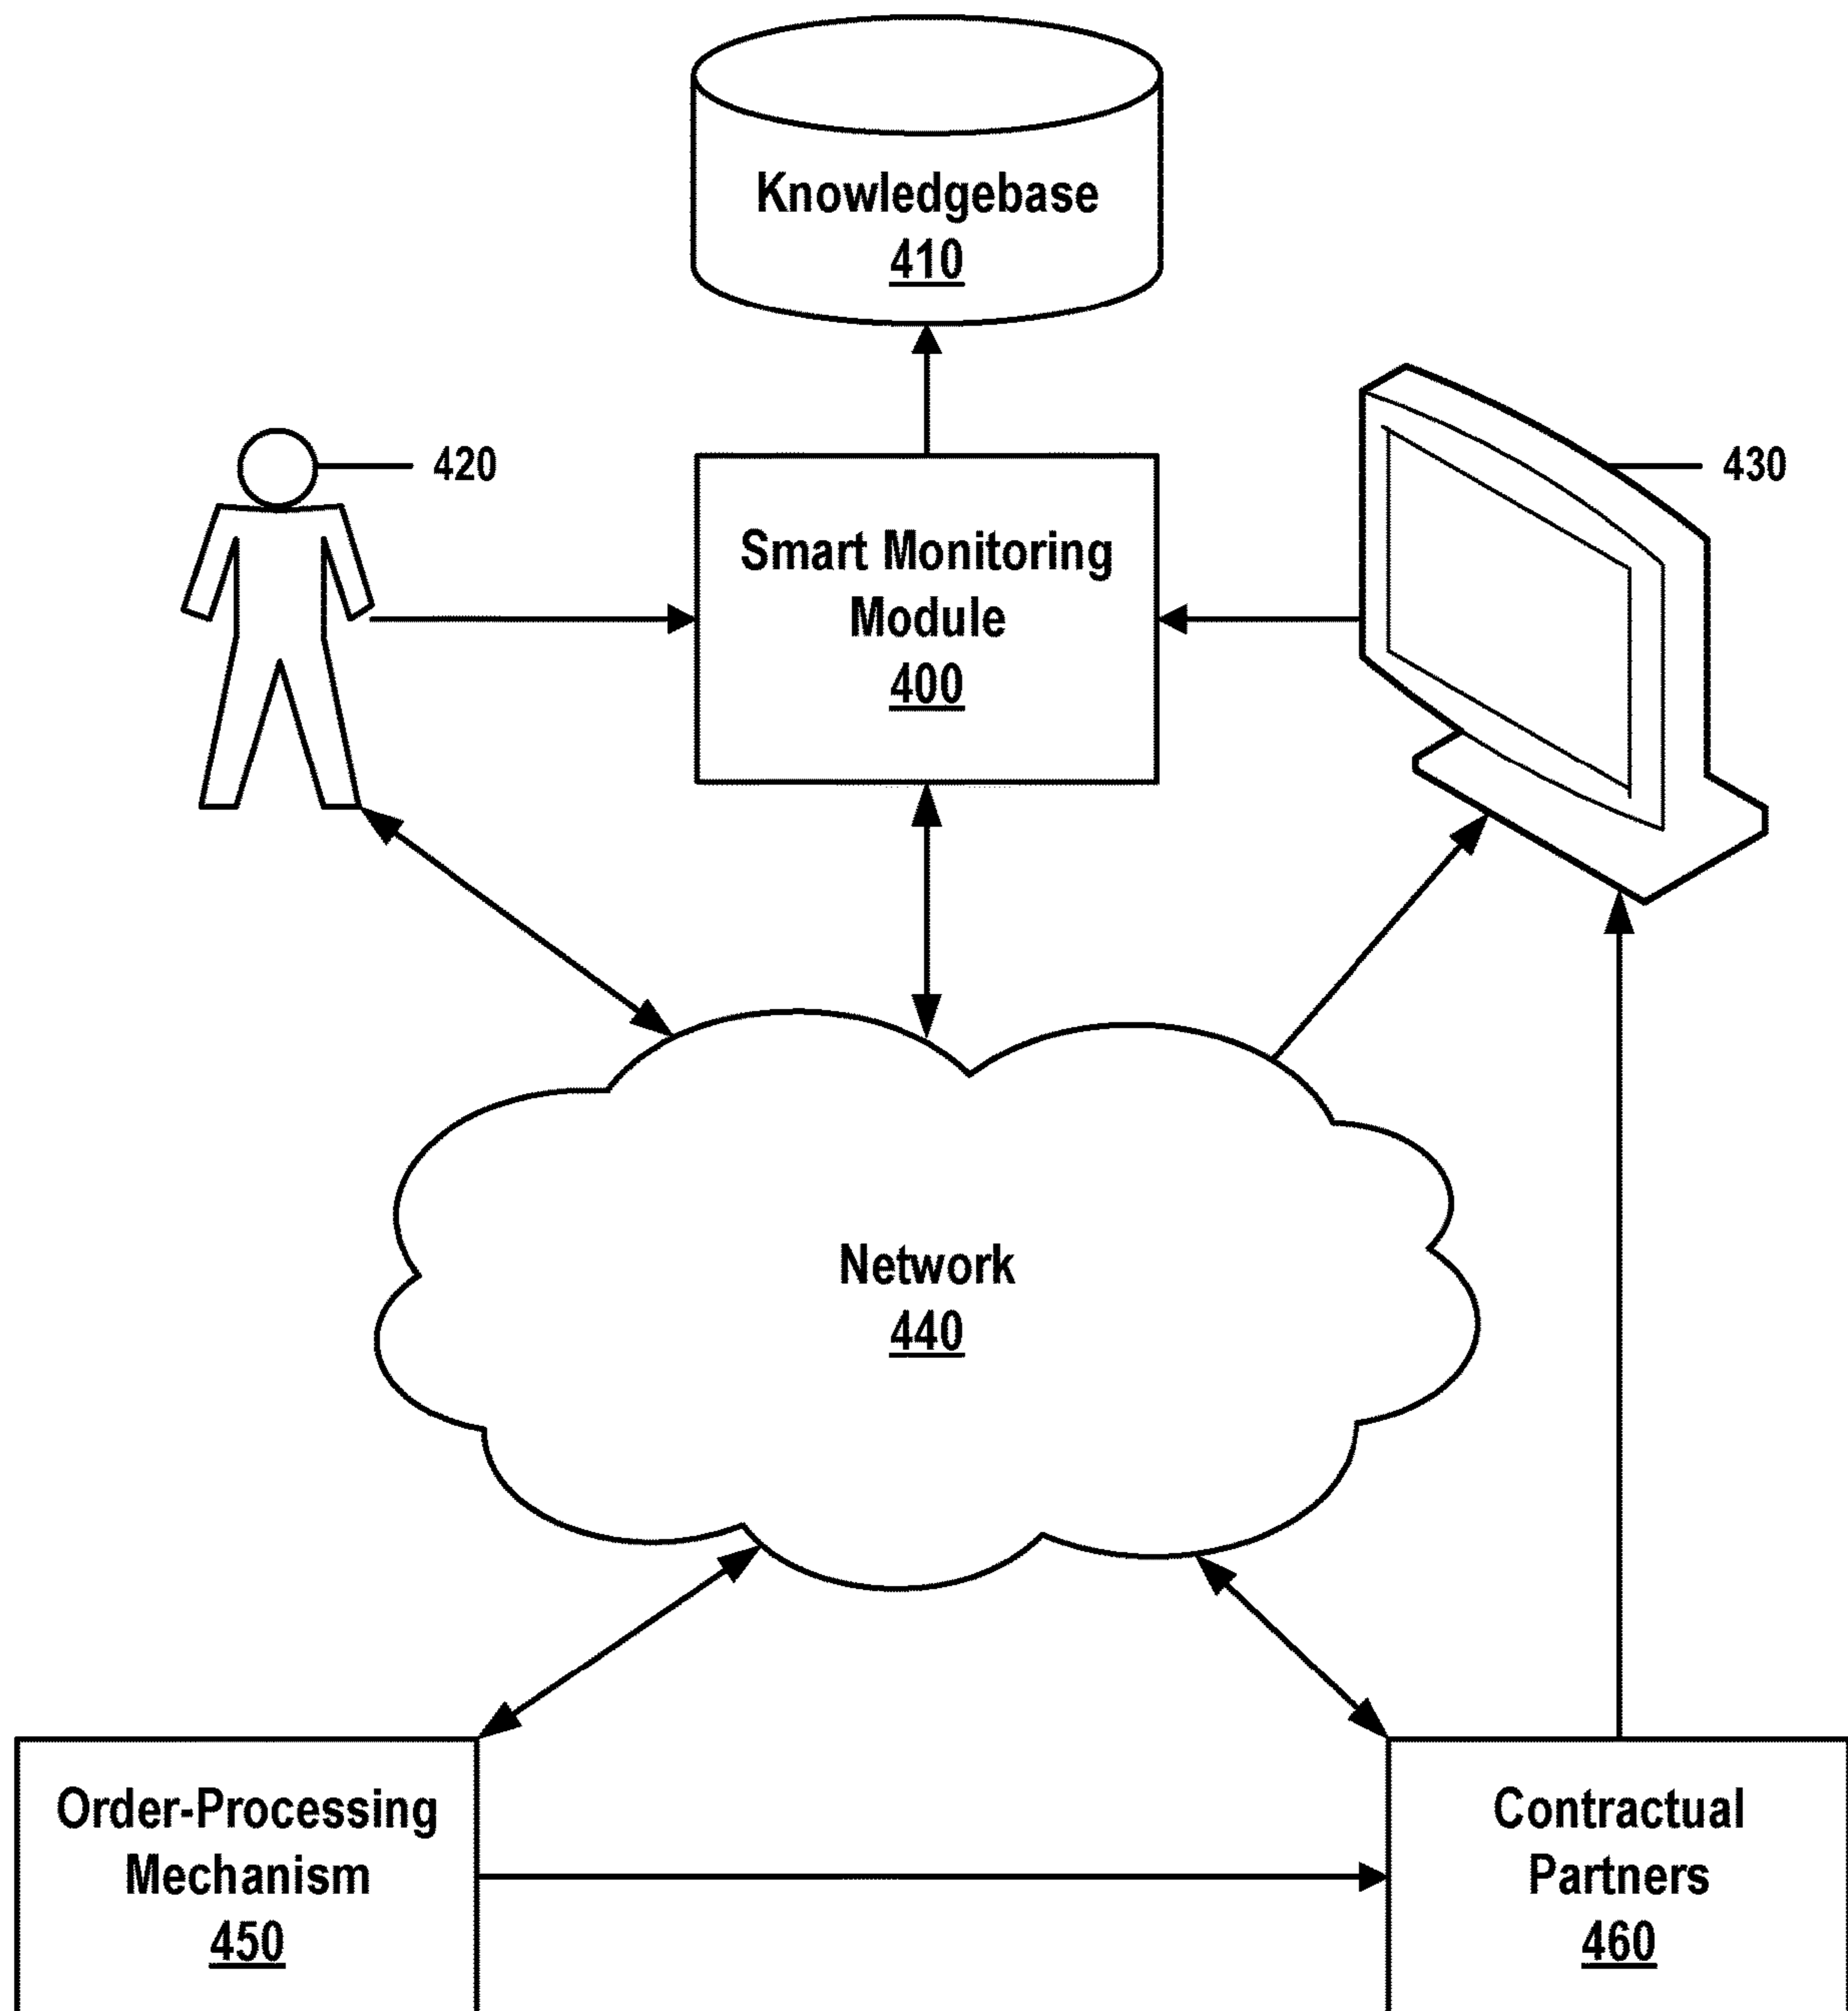 Knowledgebase
410
420
430
Smart Monitoring
Module
400
Network
440
Order-Processing
Mechanism
450
Contractual
Partners
460